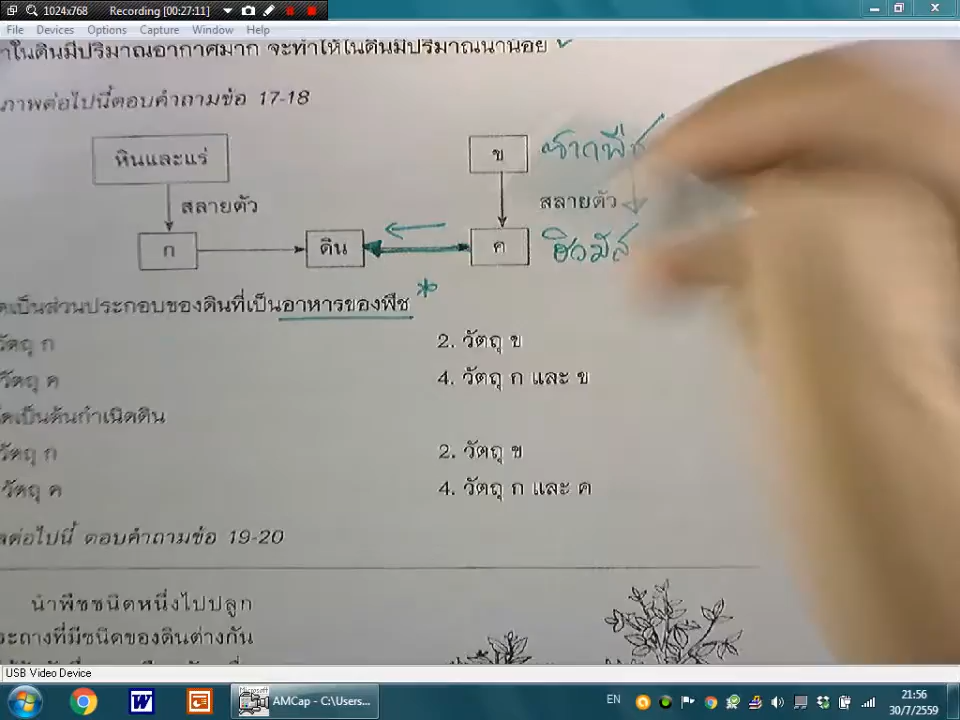 1024x768 Recording [00:27:11]
File Devices Options Capture Window Help
าในดินมีปริมาณอากาศมาก จะทำให้ในดินมีปริมาณน้ำน้อย
ภาพต่อไปนี้ตอบคำถามข้อ 17-18
หินและแร่
ข
ซากพืช
สลายตัว
สลายตัว
ก
ดิน
ค
ฮิวมัส
เป็นส่วนประกอบของดินที่เป็นอาหารของพืช *
วัตถุ ก
2. วัตถุ ข
วัตถุ ค
4. วัตถุ ก และ ข
ดเป็นต้นกำเนิดดิน
วัตถุ ก
2. วัตถุ ข
วัตถุ ค
4. วัตถุ ก และ ค
ลต่อไปนี้ ตอบคำถามข้อ 19-20
นำพืชชนิดหนึ่งไปปลูก
ระถางที่มีชนิดของดินต่างกัน
USB Video Device
AMCap - C:\Users...
EN
21:56
30/7/2559